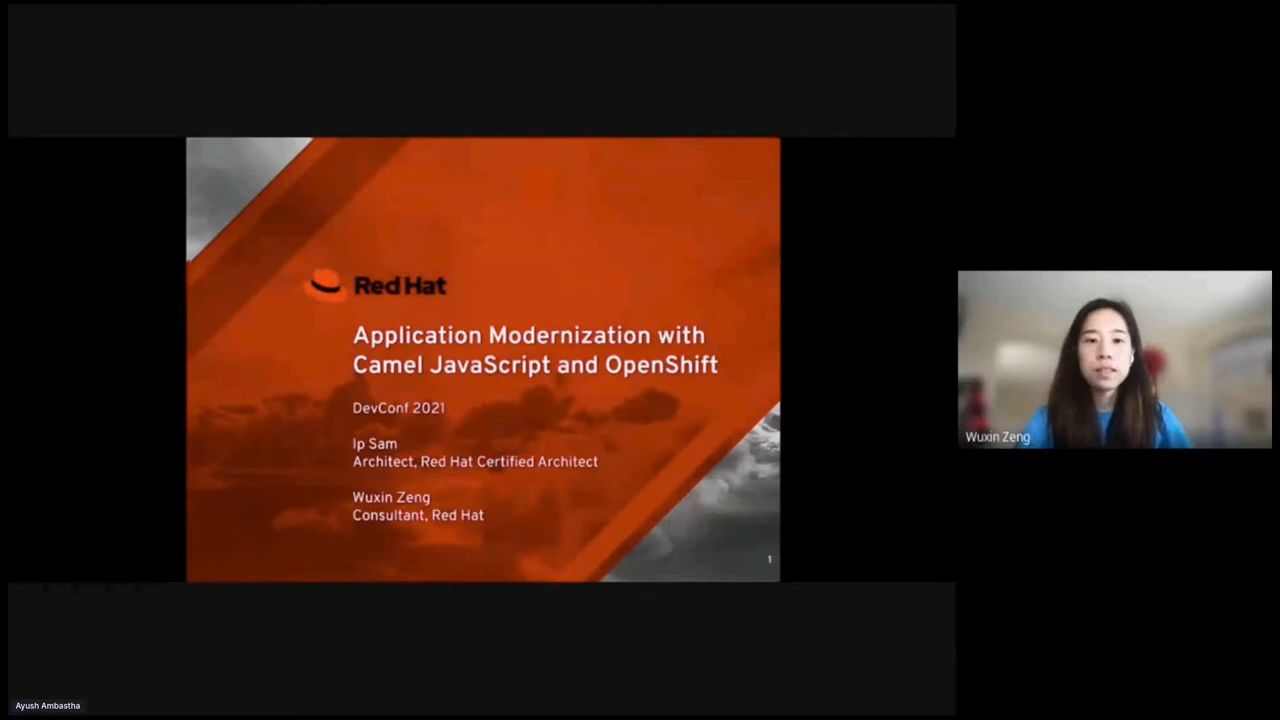 Red Hat
Application Modernization with
Camel JavaScript and OpenShift
DevConf 2021
Ip Sam
Architect, Red Hat Certified Architect
Wuxin Zeng
Consultant, Red Hat
1
Wuxin Zeng
Ayush Ambastha